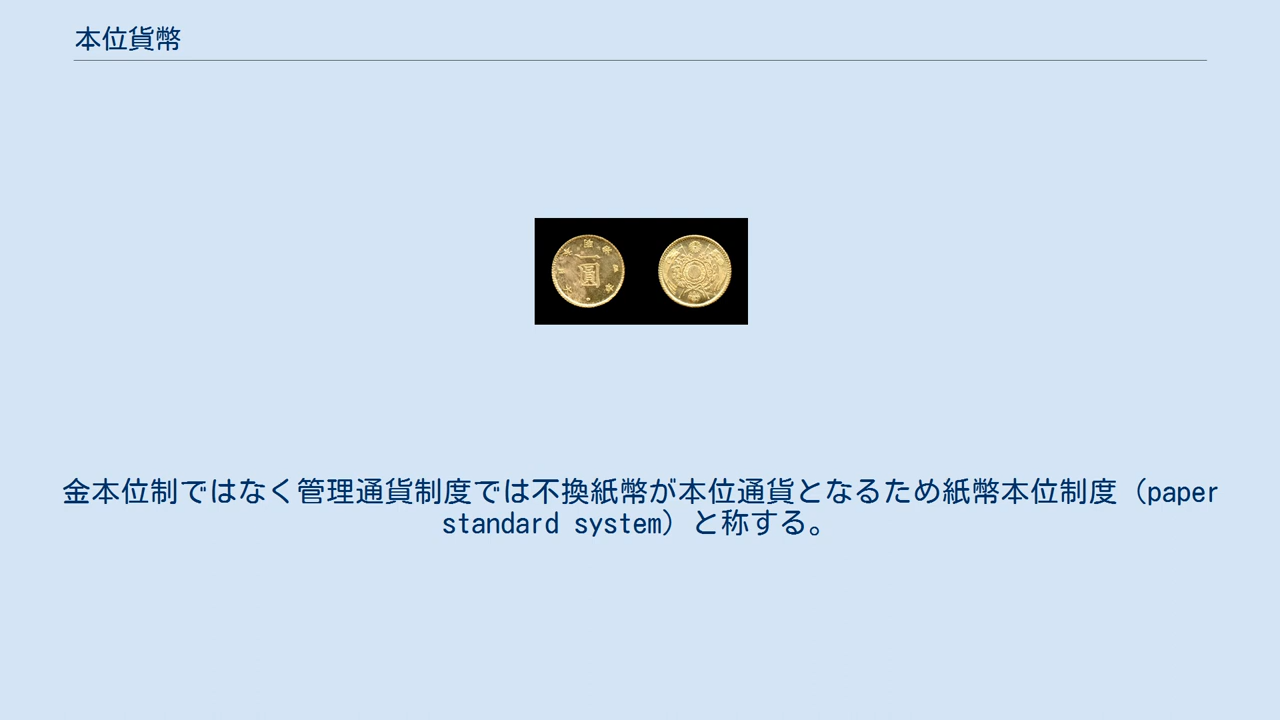 本位貨幣
一圓
金本位制ではなく管理通貨制度では不換紙幣が本位通貨となるため紙幣本位制度（paper
standard system）と称する。